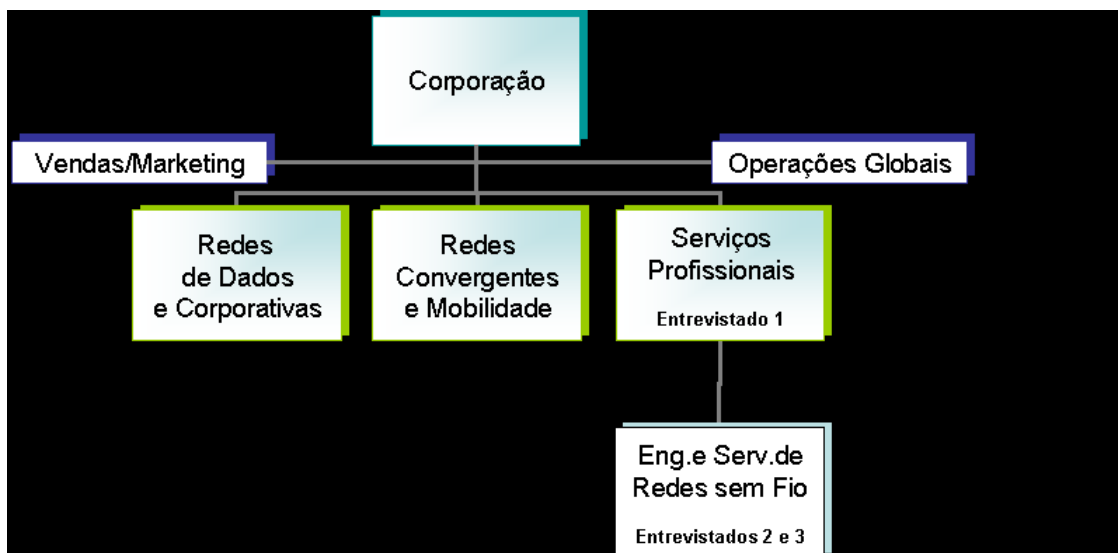 Corporação
Vendas/Marketing
Operações Globais
Redes
de Dados
e Corporativas
Redes
Convergentes
e Mobilidade
Serviços
Profissionais
Entrevistado 1
Eng.e Serv.de
Redes sem Fio
Entrevistados 2 e 3